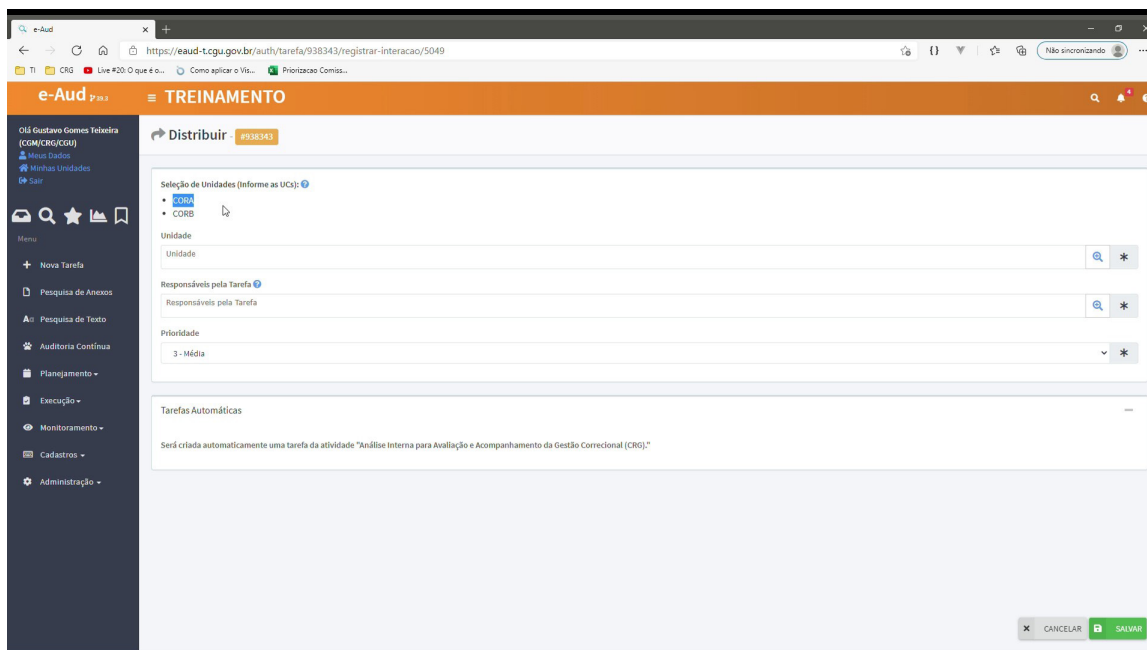 e-Aud
https://eaud-t.cgu.gov.br/auth/tarefa/938343/registrar-interacao/5049
Não sincronizando
TI
CRG
Live #20: O que é o...
Como aplicar o Vis...
Priorizacao Comiss...
e-Aud
TREINAMENTO
4
Olá Gustavo Gomes Teixeira
(CGM/CRG/CGU)
Meus Dados
Minhas Unidades
Sair
Menu
Nova Tarefa
Pesquisa de Anexos
Pesquisa de Texto
Auditoria Contínua
Planejamento
Execução
Monitoramento
Cadastros
Administração
Distribuir - #938343
Seleção de Unidades (Informe as UCs):
• CORA
• CORB
Unidade
Unidade
Responsáveis pela Tarefa
Responsáveis pela Tarefa
Prioridade
3 - Média
Tarefas Automáticas
Será criada automaticamente uma tarefa da atividade "Análise Interna para Avaliação e Acompanhamento da Gestão Correcional (CRG)."
CANCELAR
SALVAR